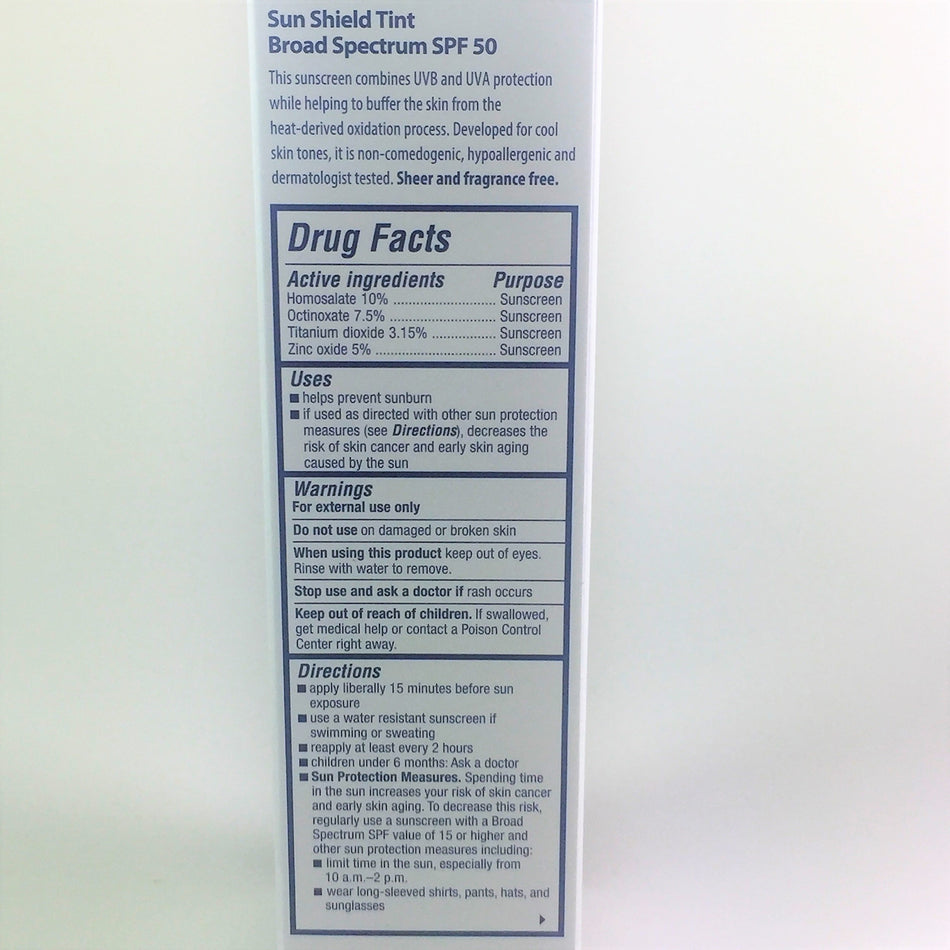 Sun Shield Tint
Broad Spectrum SPF 50
This sunscreen combines UVB and UVA protection
while helping to buffer the skin from the
heat-derived oxidation process. Developed for cool
skin tones, it is non-comedogenic, hypoallergenic and
dermatologist tested. Sheer and fragrance free.
Drug Facts
Active ingredients Purpose
Homosalate 10% ........................... Sunscreen
Octinoxate 7.5% ............................ Sunscreen
Titanium dioxide 3.15% ................. Sunscreen
Zinc oxide 5% ................................ Sunscreen
Uses
■ helps prevent sunburn
■ if used as directed with other sun protection
measures (see Directions), decreases the
risk of skin cancer and early skin aging
caused by the sun
Warnings
For external use only
Do not use on damaged or broken skin
When using this product keep out of eyes.
Rinse with water to remove.
Stop use and ask a doctor if rash occurs
Keep out of reach of children. If swallowed,
get medical help or contact a Poison Control
Center right away.
Directions
■ apply liberally 15 minutes before sun
exposure
■ use a water resistant sunscreen if
swimming or sweating
■ reapply at least every 2 hours
■ children under 6 months: Ask a doctor
■ Sun Protection Measures. Spending time
in the sun increases your risk of skin cancer
and early skin aging. To decrease this risk,
regularly use a sunscreen with a Broad
Spectrum SPF value of 15 or higher and
other sun protection measures including:
■ limit time in the sun, especially from
10 a.m.–2 p.m.
■ wear long-sleeved shirts, pants, hats, and
sunglasses